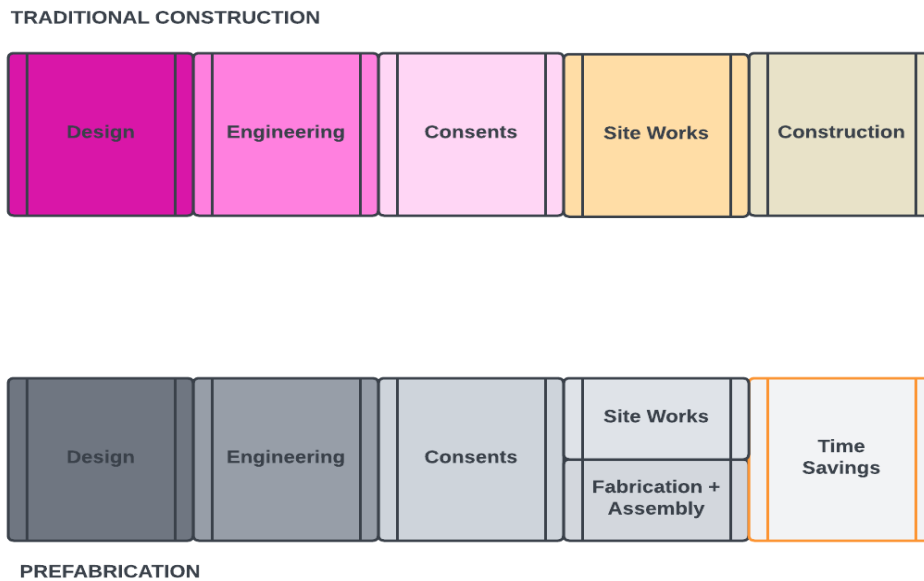 TRADITIONAL CONSTRUCTION
Design
Engineering
Consents
Site Works
Construction
Design
Engineering
Consents
Site Works
Fabrication +
Assembly
Time
Savings
PREFABRICATION